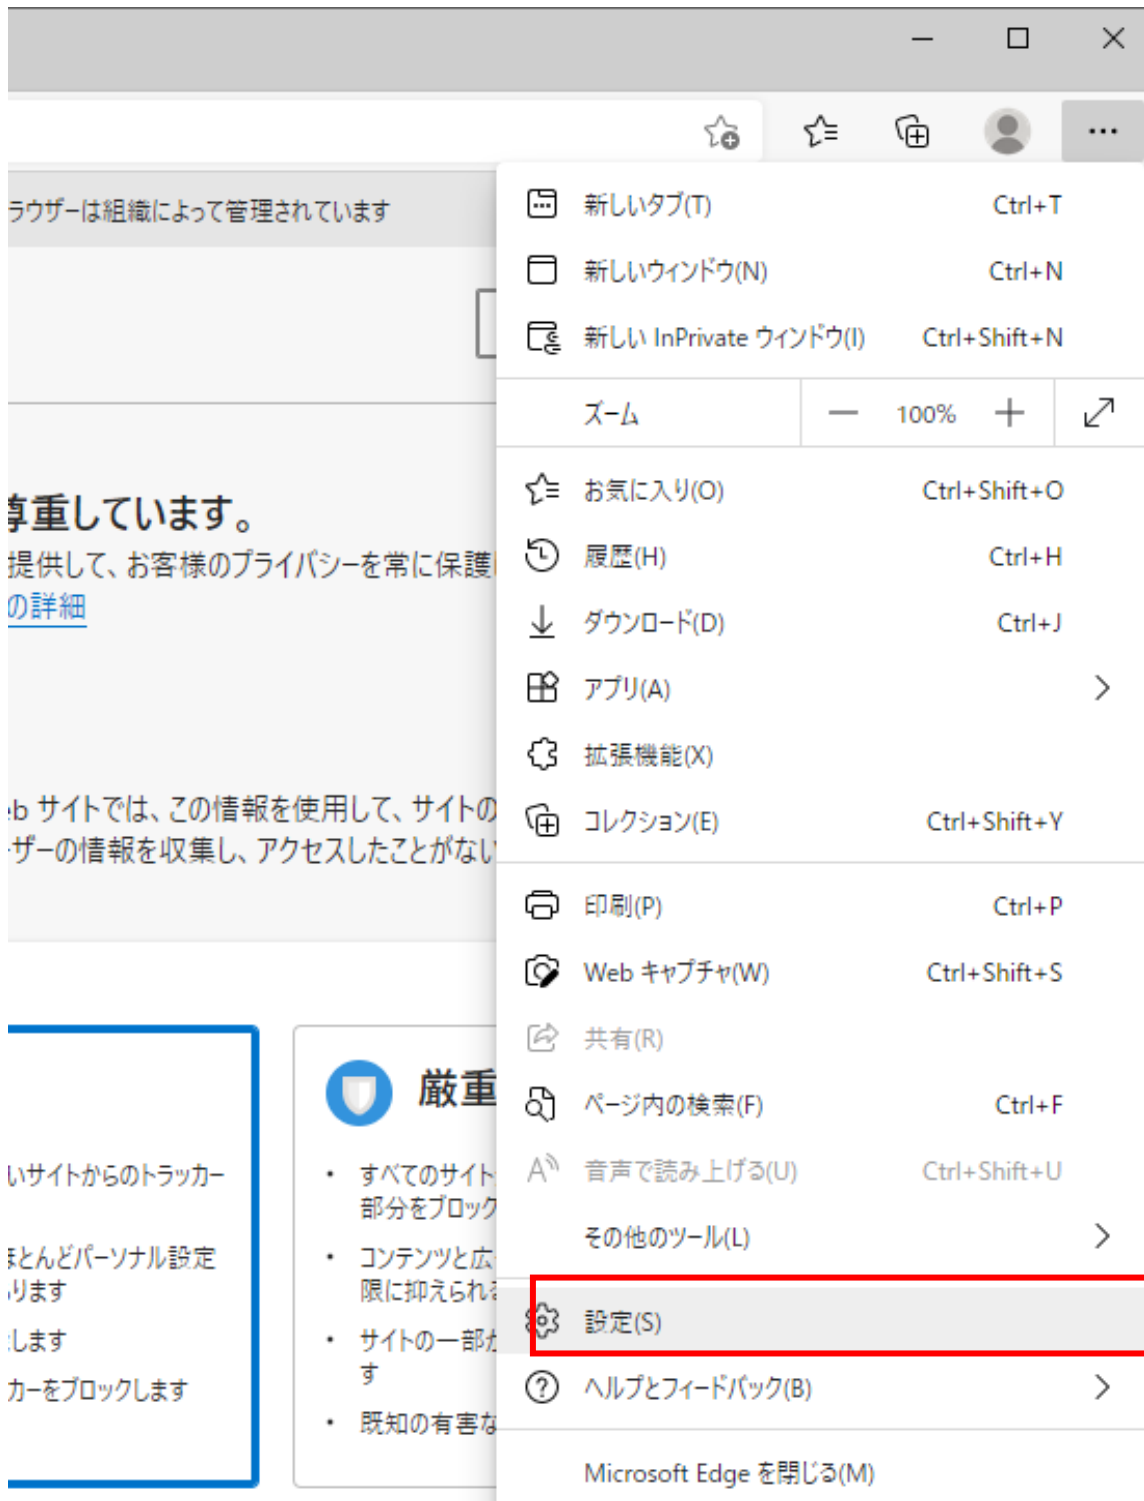 ラウザーは組織によって管理されています
新しいタブ(T) Ctrl+T
新しいウィンドウ(N) Ctrl+N
新しい InPrivate ウィンドウ(I) Ctrl+Shift+N
ズーム 100%
お気に入り(O) Ctrl+Shift+O
履歴(H) Ctrl+H
ダウンロード(D) Ctrl+J
アプリ(A)
拡張機能(X)
コレクション(E) Ctrl+Shift+Y
印刷(P) Ctrl+P
Web キャプチャ(W) Ctrl+Shift+S
共有(R)
ページ内の検索(F) Ctrl+F
音声で読み上げる(U) Ctrl+Shift+U
その他のツール(L)
設定(S)
ヘルプとフィードバック(B)
Microsoft Edge を閉じる(M)
尊重しています。
提供して、お客様のプライバシーを常に保護
の詳細
eb サイトでは、この情報を使用して、サイトの
ーザーの情報を収集し、アクセスしたことがない
いサイトからのトラッカー
ほとんどパーソナル設定
ります
します
カーをブロックします
厳重
・ すべてのサイト
部分をブロック
・ コンテンツと広
限に抑えられ
・ サイトの一部が
す
・ 既知の有害な